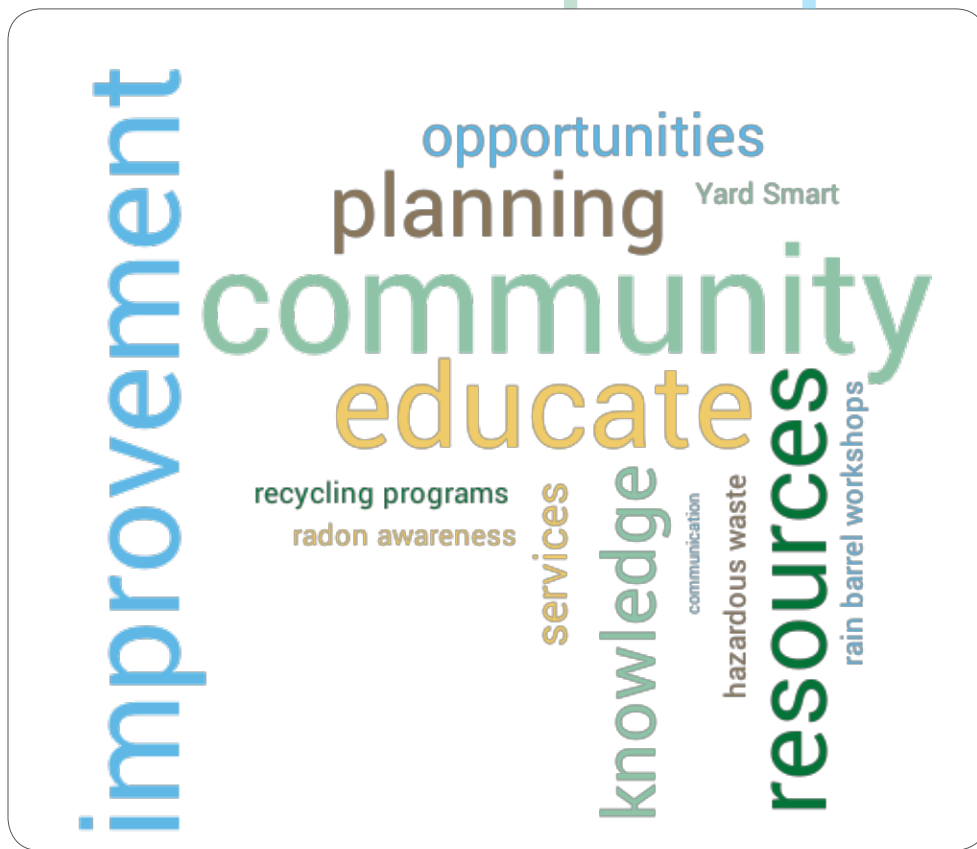 improvement
opportunities
planning
Yard Smart
community
educate
recycling programs
radon awareness
services
knowledge
communication
hazardous waste
resources
rain barrel workshops